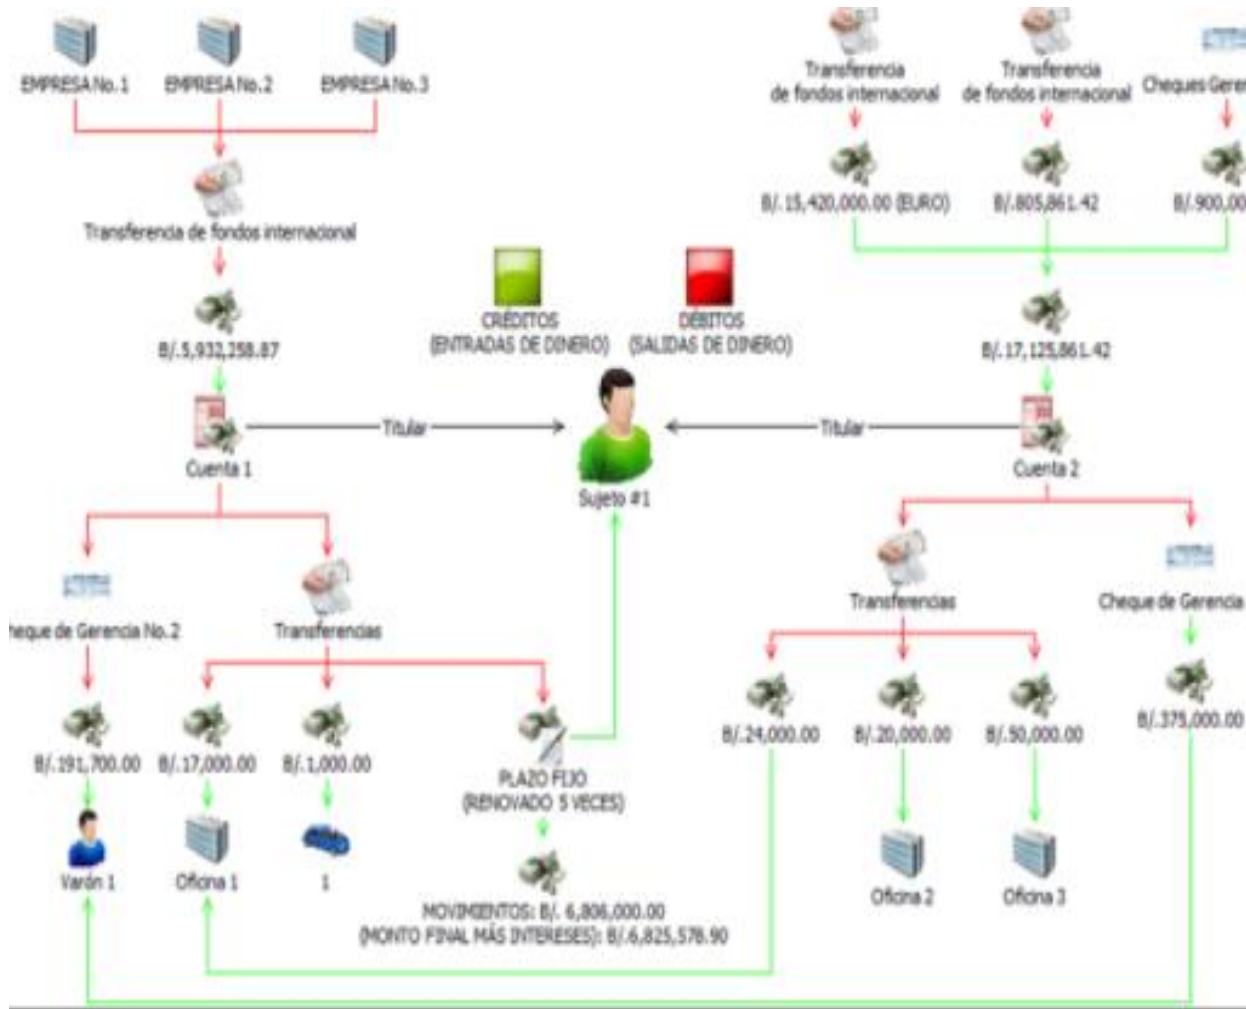 EMPRESA No. 1
EMPRESA No. 2
EMPRESA No. 3
Transferencia de fondos internacional
B/.5,932,258.87
Transferencia
de fondos internacional
Transferencia
de fondos internacional
Cheques Geren
B/.15,420,000.00 (EURO)
B/.805,861.42
B/.900,00
B/.17,125,861.42
CRÉDITOS
(ENTRADAS DE DINERO)
DÉBITOS
(SALIDAS DE DINERO)
Titular
Titular
Cuenta 1
Sujeto #1
Cuenta 2
heque de Gerencia No.2
Transferencias
B/.191,700.00
B/.17,000.00
B/.1,000.00
PLAZO FIJO
(RENOVADO 5 VECES)
Varón 1
Oficina 1
1
MOVIMIENTOS: B/. 6,806,000.00
(MONTO FINAL MÁS INTERESES): B/.6,825,578.90
Transferencias
Cheque de Gerencia
B/.24,000.00
B/.20,000.00
B/.50,000.00
B/.375,000.00
Oficina 2
Oficina 3